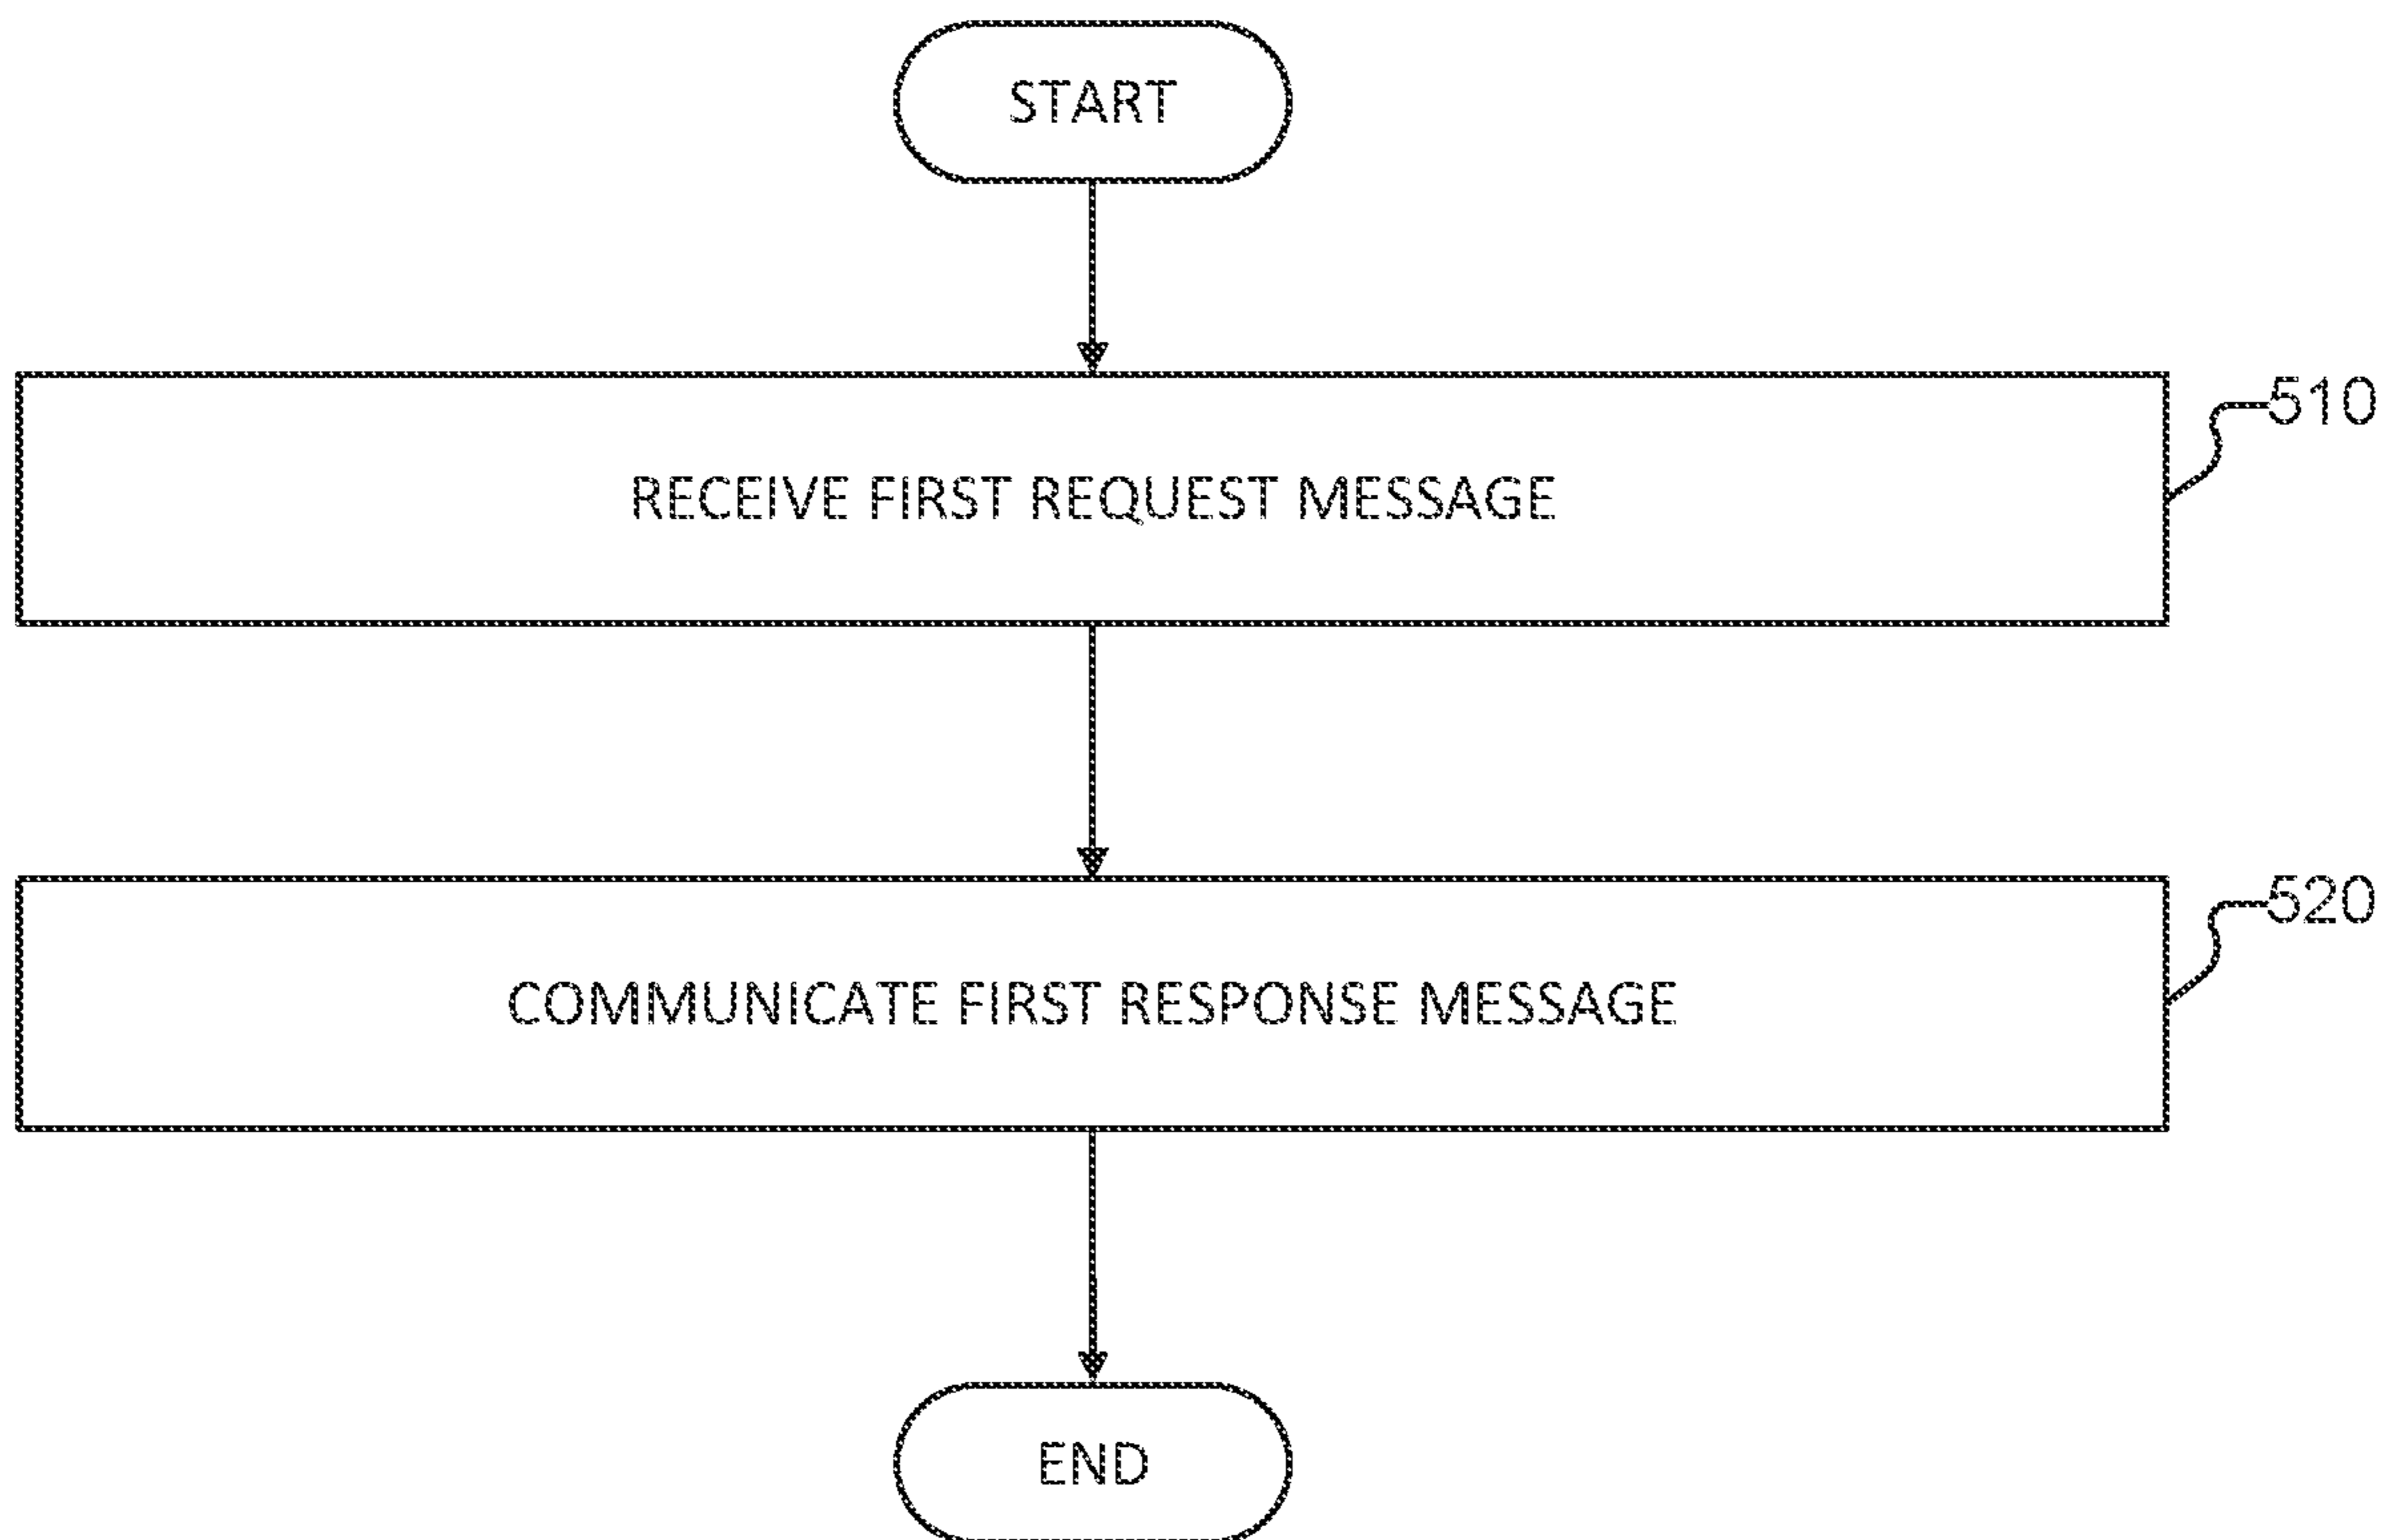 START
510
RECEIVE FIRST REQUEST MESSAGE
520
COMMUNICATE FIRST RESPONSE MESSAGE
END